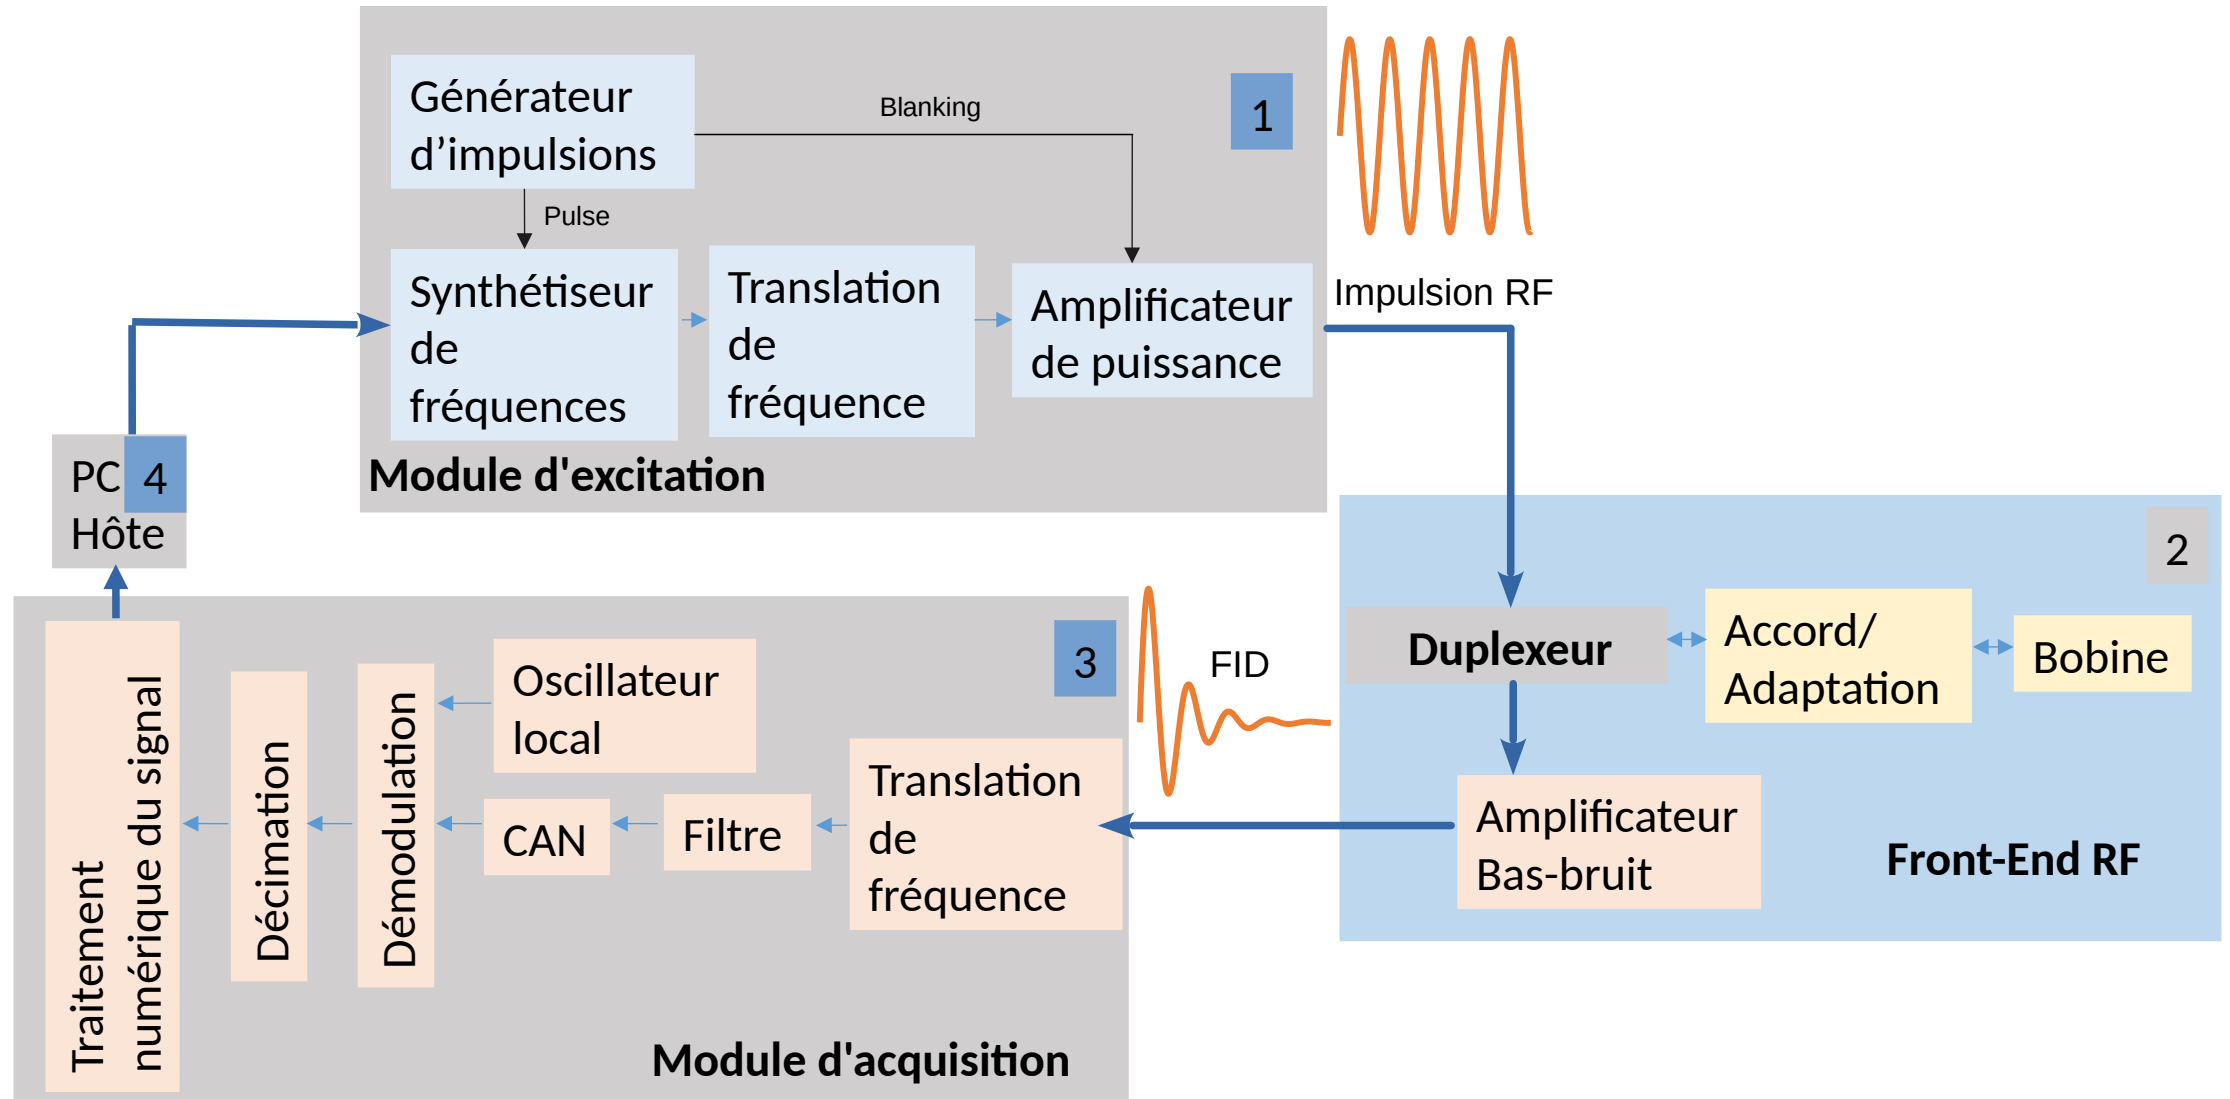 Générateur
d’impulsions
Blanking
1
Pulse
Synthétiseur
de
fréquences
Translation
de
fréquence
Amplificateur
de puissance
Module d'excitation
Impulsion RF
PC
Hôte
4
2
Duplexeur
Accord/
Adaptation
Bobine
Amplificateur
Bas-bruit
Front-End RF
FID
3
Oscillateur
local
Translation
de
fréquence
Filtre
CAN
Démodulation
Décimation
Traitement
numérique du signal
Module d'acquisition